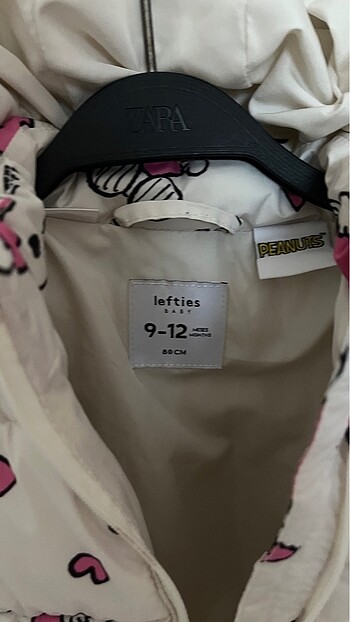 ZARA
PEANUTS
lefties
BABY
9-12 MESES
MONTHS
80 CM